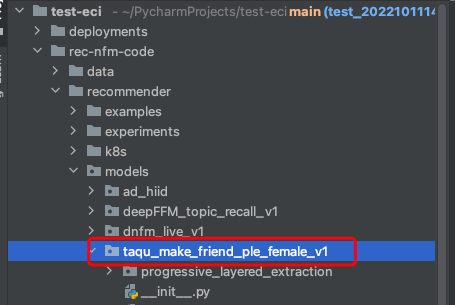 test-eci ~/PycharmProjects/test-eci main (test_2022101114
deployments
rec-nfm-code
data
recommender
examples
experiments
k8s
models
ad_hiid
deepFFM_topic_recall_v1
dnfm_live_v1
taqu_make_friend_ple_female_v1
progressive_layered_extraction
__init__.py